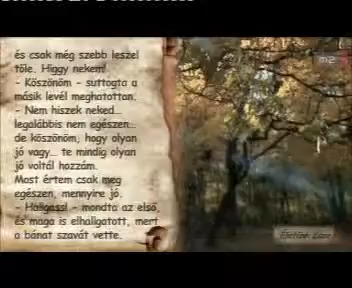 és csak még szebb leszel
tőle. Higgy nekem!
- Köszönöm - suttogta a
másik levél meghatottan.
- Nem hiszek neked...
legalábbis nem egészen...
de köszönöm, hogy olyan
jó vagy... te mindig olyan
jó voltál hozzám.
Most értem csak meg
egészen, mennyire jó.
- Hallgass! - mondta az első,
és maga is elhallgatott, mert
a bánat szavát vette.
m2